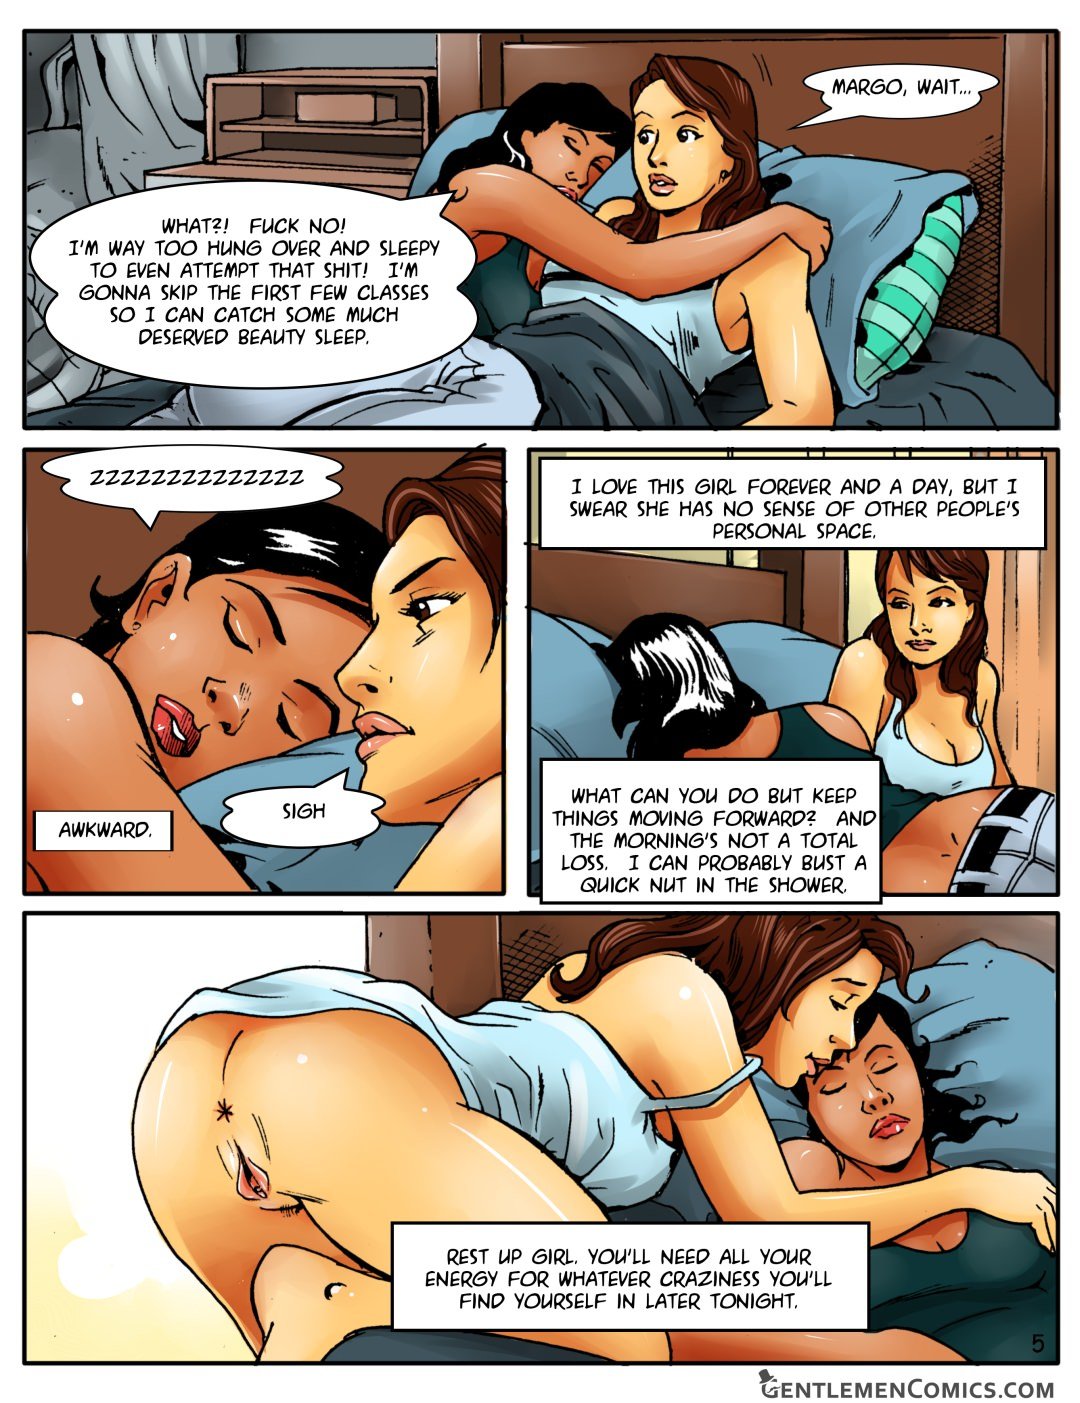 MARGO, WAIT...
WHAT?! FUCK NO!
I'M WAY TOO HUNG OVER AND SLEEPY
TO EVEN ATTEMPT THAT SHIT! I'M
GONNA SKIP THE FIRST FEW CLASSES
SO I CAN CATCH SOME MUCH
DESERVED BEAUTY SLEEP.
ZZZZZZZZZZZZZZ
SIGH
AWKWARD.
I LOVE THIS GIRL FOREVER AND A DAY, BUT I
SWEAR SHE HAS NO SENSE OF OTHER PEOPLE'S
PERSONAL SPACE.
WHAT CAN YOU DO BUT KEEP
THINGS MOVING FORWARD? AND
THE MORNING'S NOT A TOTAL
LOSS. I CAN PROBABLY BUST A
QUICK NUT IN THE SHOWER.
REST UP GIRL. YOU'LL NEED ALL YOUR
ENERGY FOR WHATEVER CRAZINESS YOU'LL
FIND YOURSELF IN LATER TONIGHT.
5
GENTLEMENCOMICS.COM